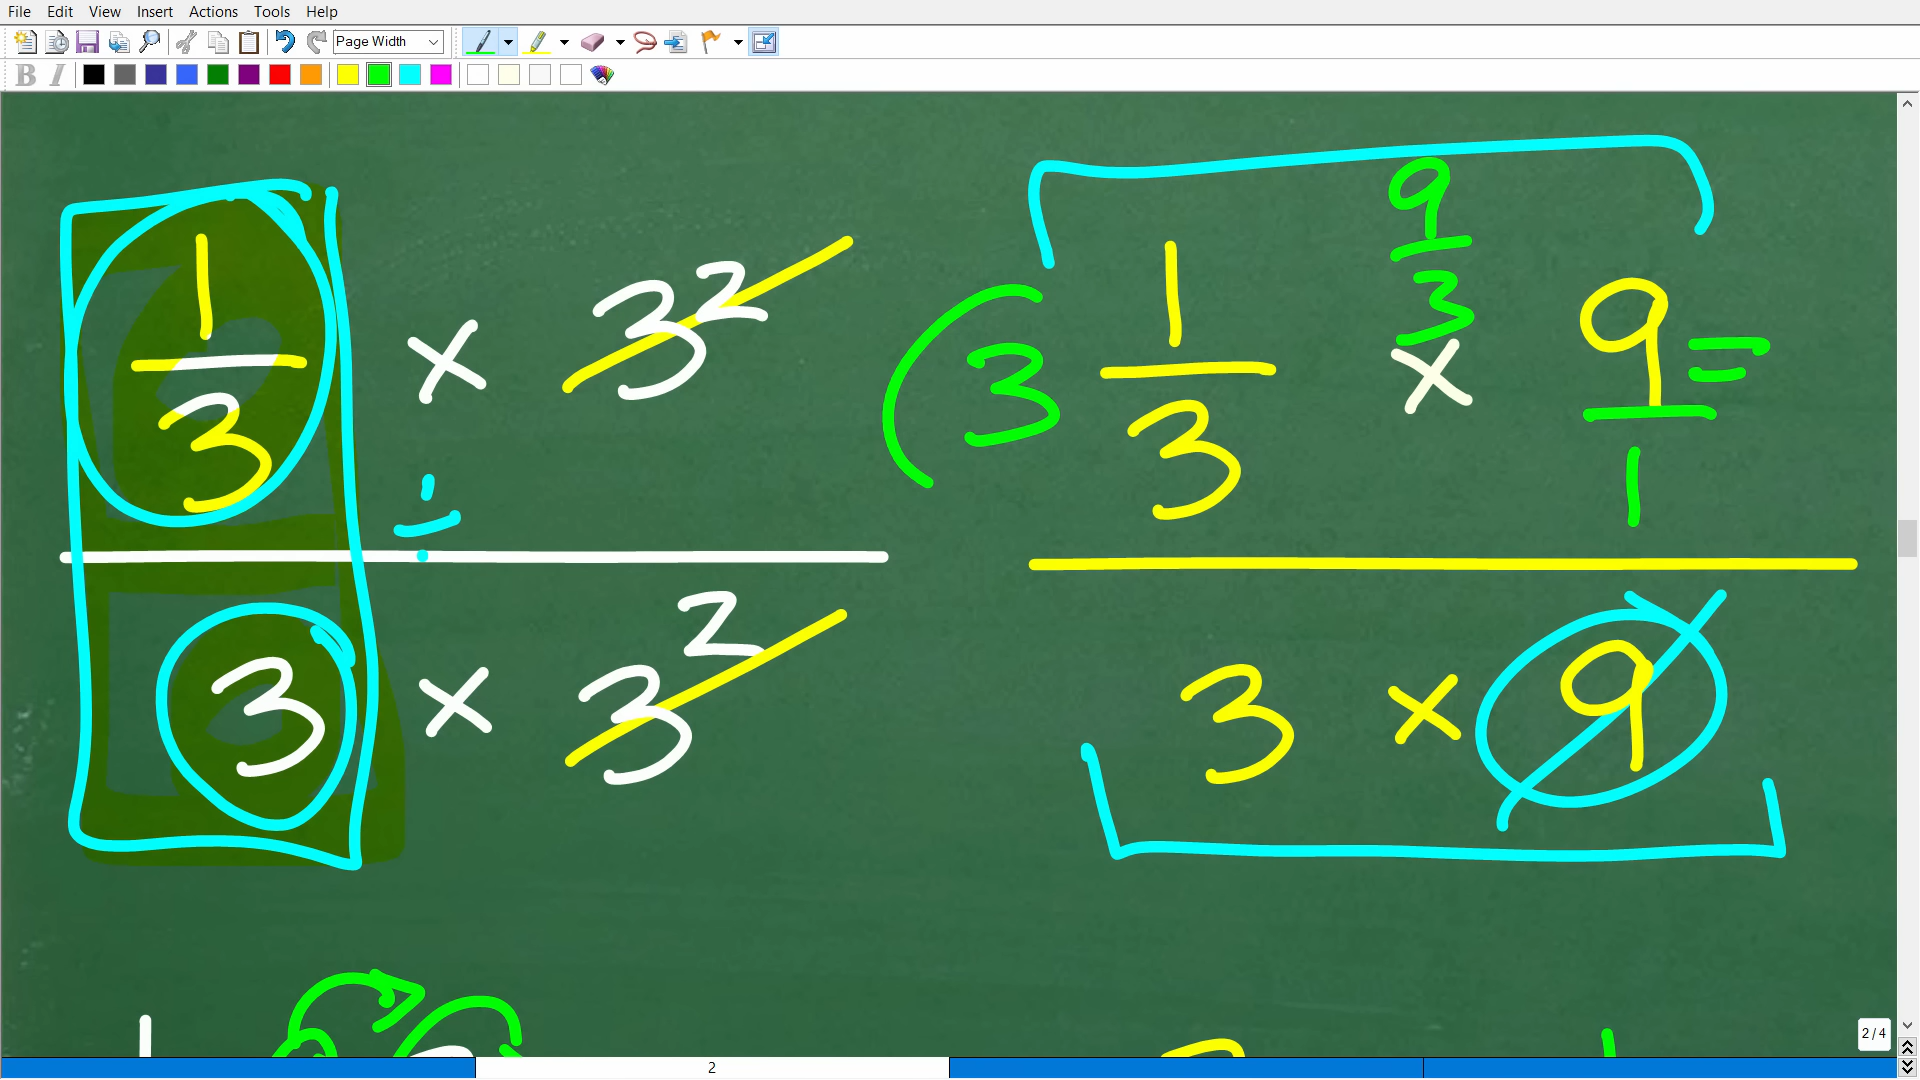 File Edit View Insert Actions Tools Help
Page Width
B I
1/3 × 3²
÷
3 × 3²
9/3
3 1/3 × 9/1 =
3 × 9
2 / 4
2